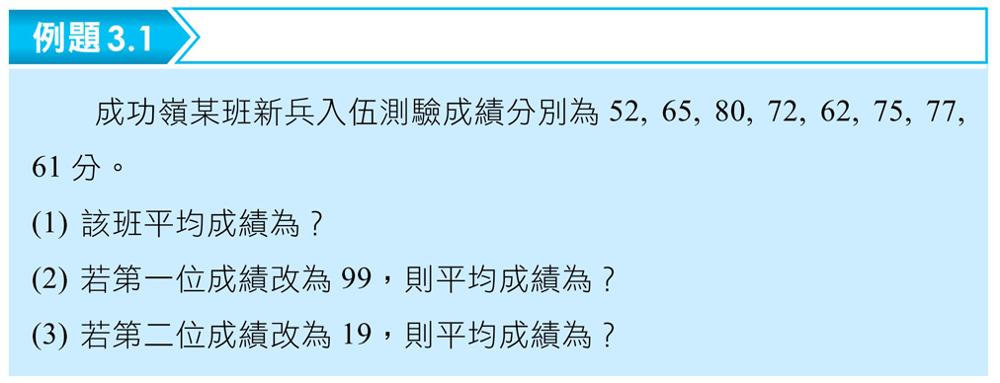 例題3.1
成功嶺某班新兵入伍測驗成績分別為 52, 65, 80, 72, 62, 75, 77,
61 分。
(1) 該班平均成績為？
(2) 若第一位成績改為 99，則平均成績為？
(3) 若第二位成績改為 19，則平均成績為？